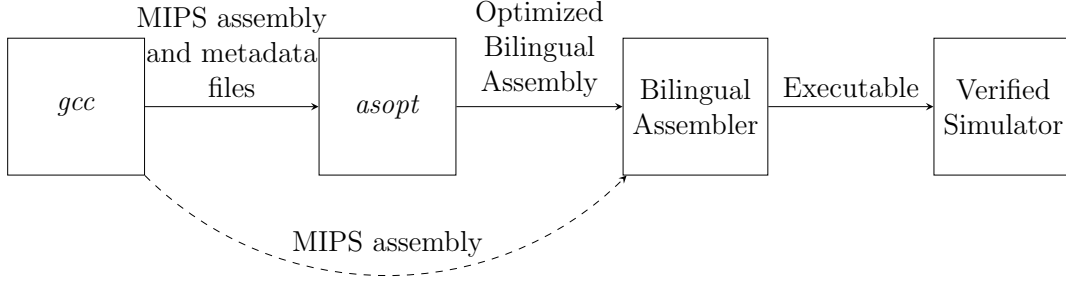 gcc
MIPS assembly
and metadata
files
asopt
Optimized
Bilingual
Assembly
Bilingual
Assembler
Executable
Verified
Simulator
MIPS assembly